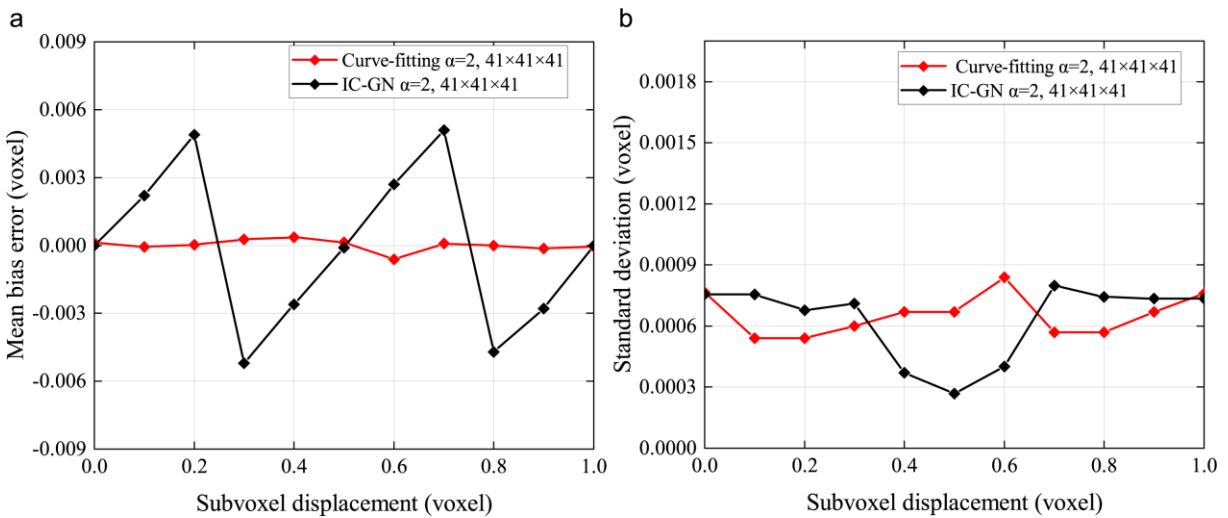 a
0.009
0.006
0.003
0.000
-0.003
-0.006
-0.009
Mean bias error (voxel)
Curve-fitting α=2, 41×41×41
IC-GN α=2, 41×41×41
0.0 0.2 0.4 0.6 0.8 1.0
Subvoxel displacement (voxel)
b
0.0018
0.0015
0.0012
0.0009
0.0006
0.0003
0.0000
Standard deviation (voxel)
Curve-fitting α=2, 41×41×41
IC-GN α=2, 41×41×41
0.0 0.2 0.4 0.6 0.8 1.0
Subvoxel displacement (voxel)